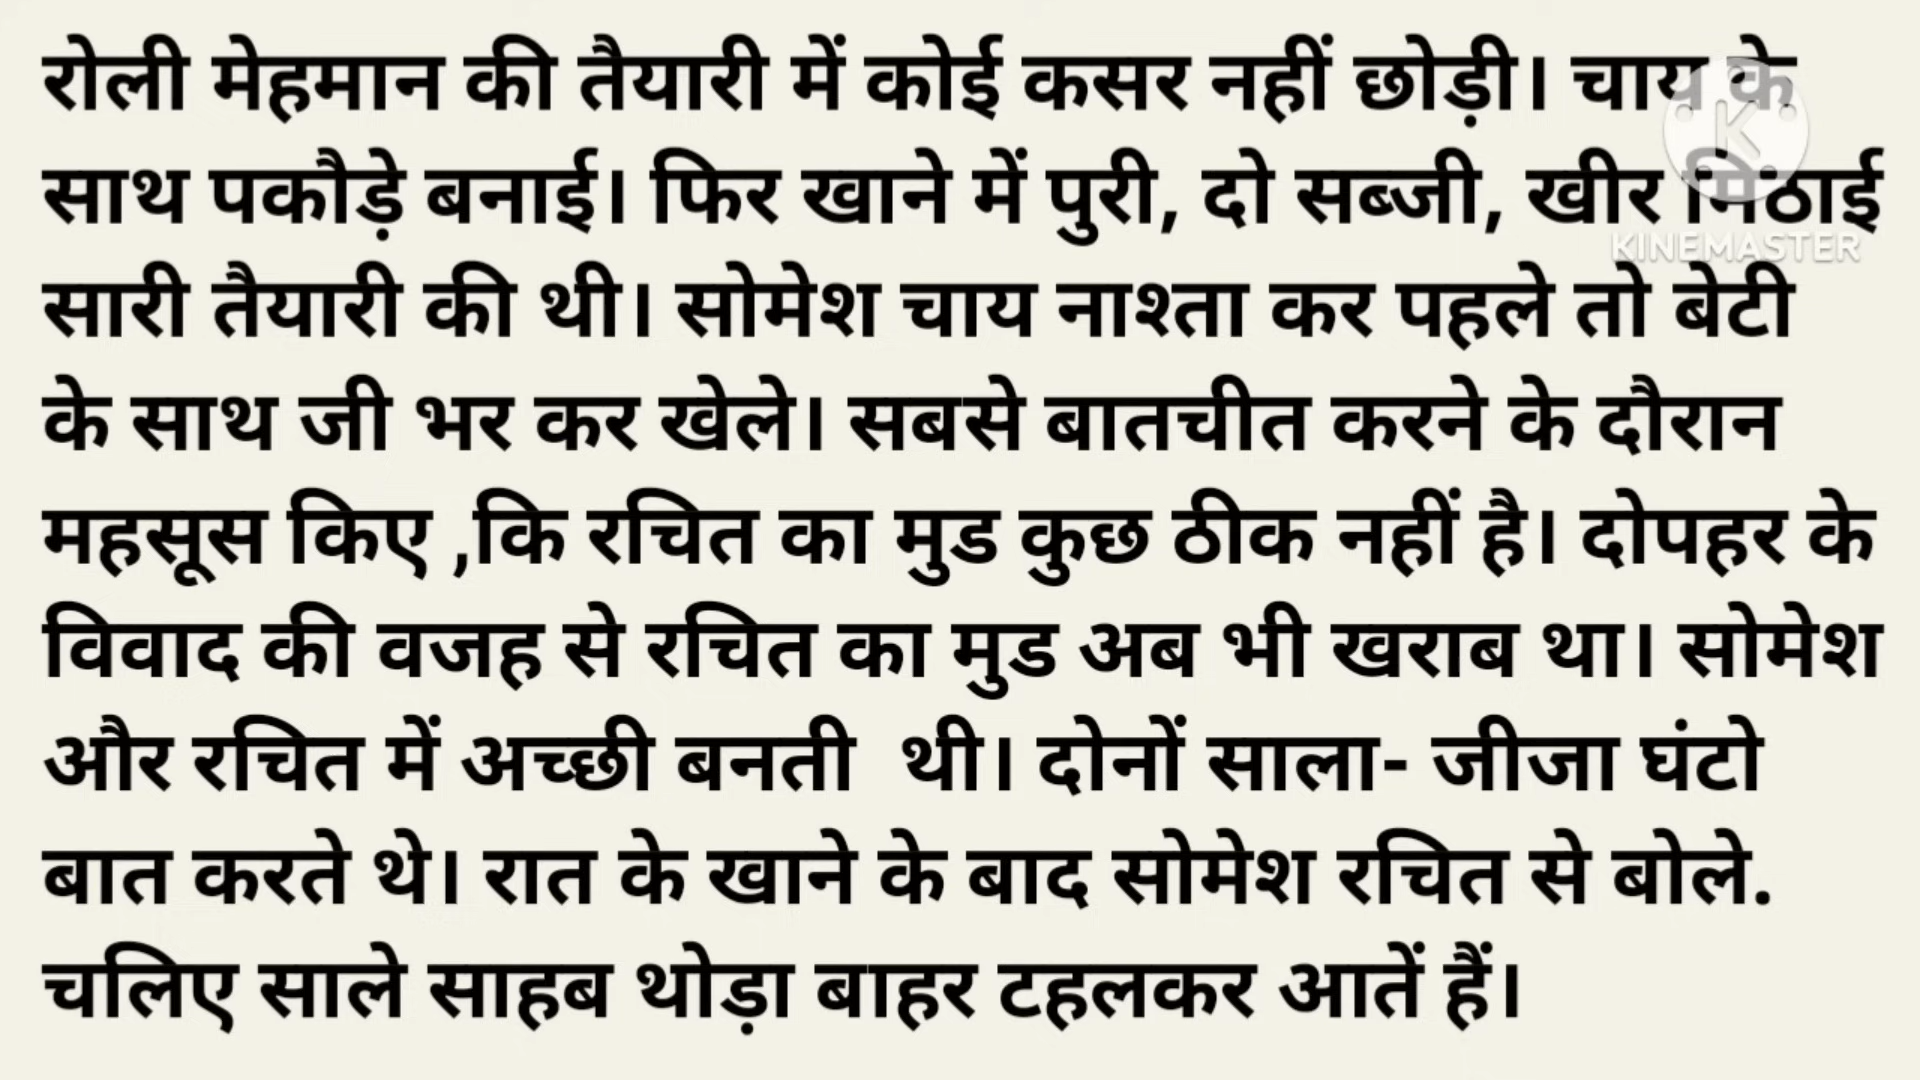 रोली मेहमान की तैयारी में कोई कसर नहीं छोड़ी। चाय के
साथ पकौड़े बनाई। फिर खाने में पुरी, दो सब्जी, खीर मिठाई
KINEMASTER
सारी तैयारी की थी। सोमेश चाय नाश्ता कर पहले तो बेटी
के साथ जी भर कर खेले। सबसे बातचीत करने के दौरान
महसूस किए ,कि रचित का मुड कुछ ठीक नहीं है। दोपहर के
विवाद की वजह से रचित का मुड अब भी खराब था। सोमेश
और रचित में अच्छी बनती  थी। दोनों साला- जीजा घंटो
बात करते थे। रात के खाने के बाद सोमेश रचित से बोले.
चलिए साले साहब थोड़ा बाहर टहलकर आतें हैं।